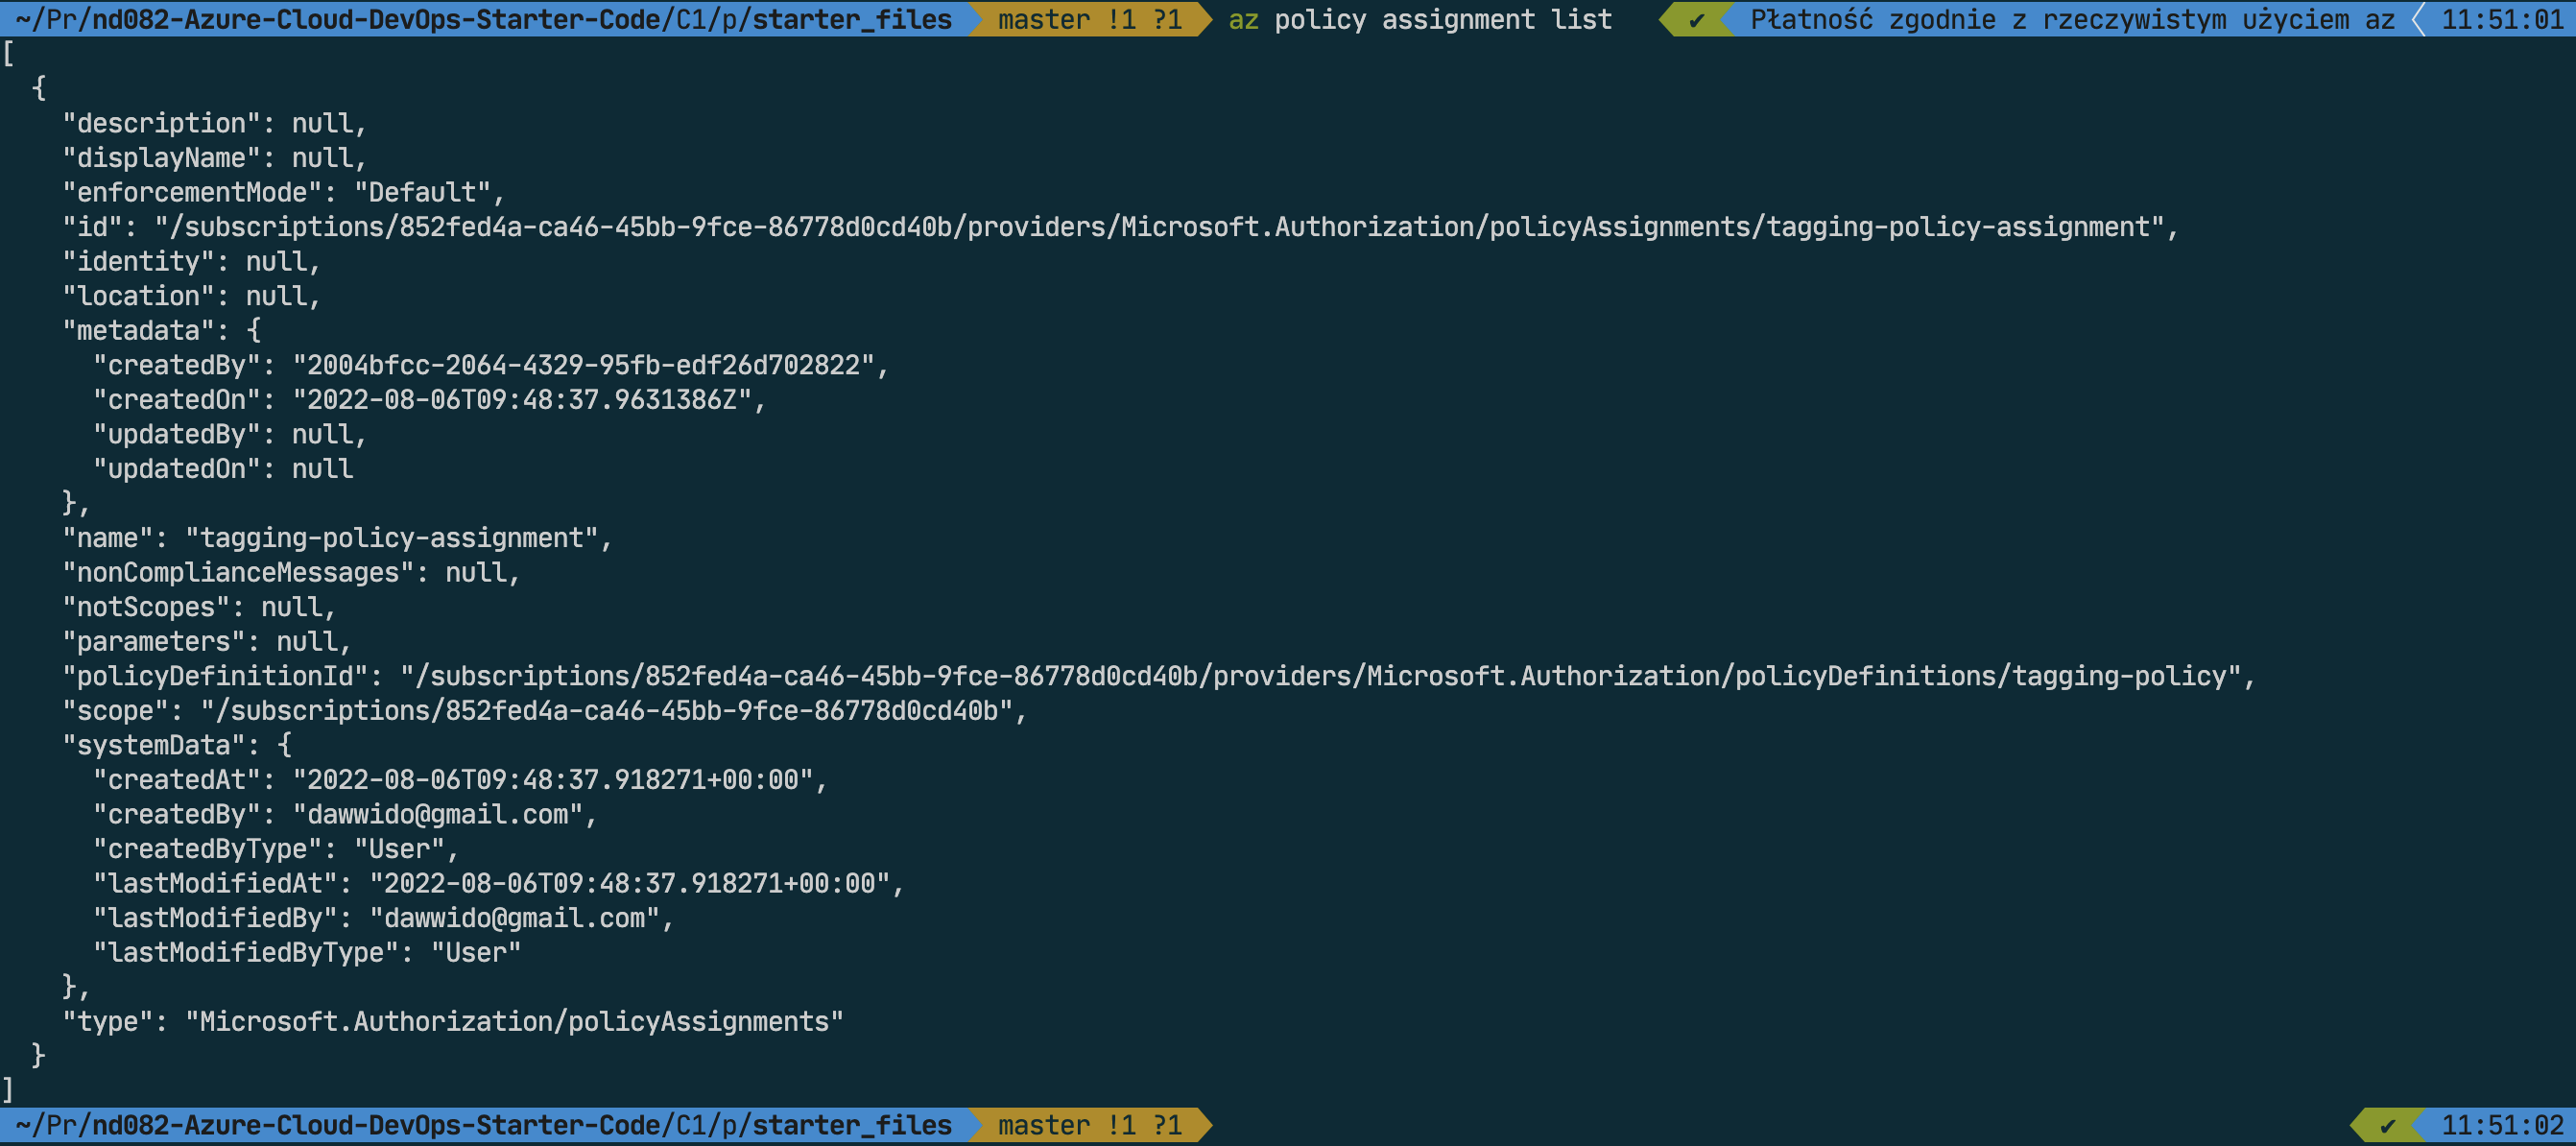 ~/Pr/nd082-Azure-Cloud-DevOps-Starter-Code/C1/p/starter_files master !1 ?1 az policy assignment list ✔ Płatność zgodnie z rzeczywistym użyciem az 11:51:01
[
  {
    "description": null,
    "displayName": null,
    "enforcementMode": "Default",
    "id": "/subscriptions/852fed4a-ca46-45bb-9fce-86778d0cd40b/providers/Microsoft.Authorization/policyAssignments/tagging-policy-assignment",
    "identity": null,
    "location": null,
    "metadata": {
      "createdBy": "2004bfcc-2064-4329-95fb-edf26d702822",
      "createdOn": "2022-08-06T09:48:37.9631386Z",
      "updatedBy": null,
      "updatedOn": null
    },
    "name": "tagging-policy-assignment",
    "nonComplianceMessages": null,
    "notScopes": null,
    "parameters": null,
    "policyDefinitionId": "/subscriptions/852fed4a-ca46-45bb-9fce-86778d0cd40b/providers/Microsoft.Authorization/policyDefinitions/tagging-policy",
    "scope": "/subscriptions/852fed4a-ca46-45bb-9fce-86778d0cd40b",
    "systemData": {
      "createdAt": "2022-08-06T09:48:37.918271+00:00",
      "createdBy": "dawwido@gmail.com",
      "createdByType": "User",
      "lastModifiedAt": "2022-08-06T09:48:37.918271+00:00",
      "lastModifiedBy": "dawwido@gmail.com",
      "lastModifiedByType": "User"
    },
    "type": "Microsoft.Authorization/policyAssignments"
  }
]
~/Pr/nd082-Azure-Cloud-DevOps-Starter-Code/C1/p/starter_files master !1 ?1 ✔ 11:51:02